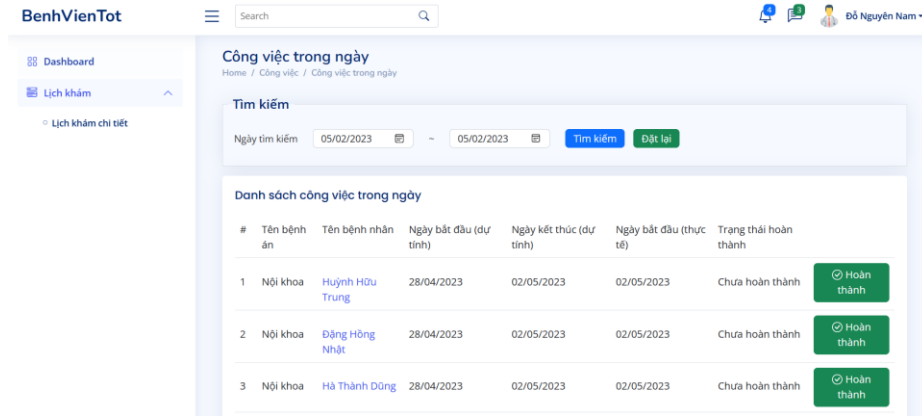 BenhVienTot
Search
4
3
Đỗ Nguyên Nam
Dashboard
Lịch khám
Lịch khám chi tiết
Công việc trong ngày
Home / Công việc / Công việc trong ngày
Tìm kiếm
Ngày tìm kiếm 05/02/2023 ~ 05/02/2023 Tìm kiếm Đặt lại
Danh sách công việc trong ngày
# Tên bệnh Tên bệnh nhân Ngày bắt đầu (dự Ngày kết thúc (dự Ngày bắt đầu (thực Trạng thái hoàn
án tính) tính) tế) thành
1 Nội khoa Huỳnh Hữu 28/04/2023 02/05/2023 02/05/2023 Chưa hoàn thành Hoàn
Trung thành
2 Nội khoa Đặng Hồng 28/04/2023 02/05/2023 02/05/2023 Chưa hoàn thành Hoàn
Nhật thành
3 Nội khoa Hà Thành Dũng 28/04/2023 02/05/2023 02/05/2023 Chưa hoàn thành Hoàn
thành